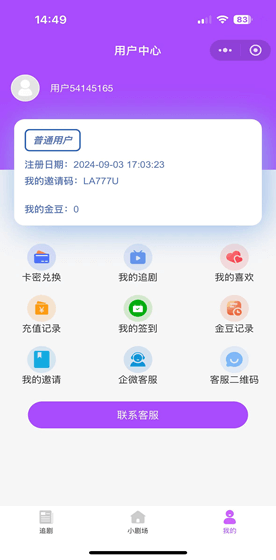 14:49
83
用户中心
用户54141565
普通用户
注册日期：2024-09-03 17:03:23
我的邀请码：LA777U
我的金豆：0
卡密兑换 我的追剧 我的喜欢
充值记录 我的签到 金豆记录
我的邀请 企微客服 客服二维码
联系客服
追剧 小剧场 我的